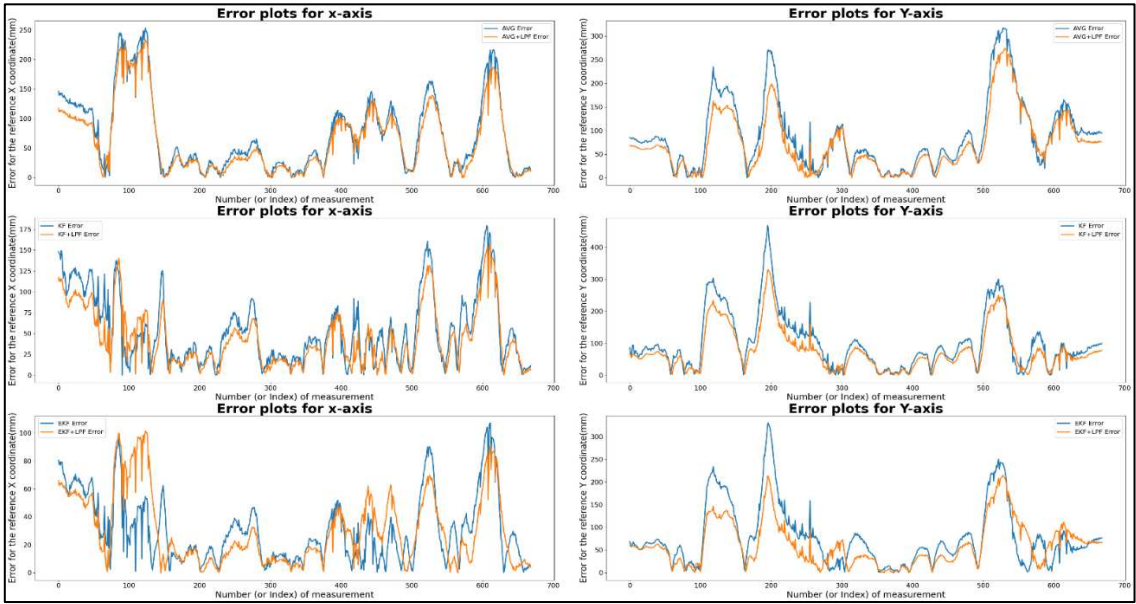 Error plots for x-axis
Error for the reference X coordinate(mm)
250
200
150
100
50
0
AVG Error
AVG+LPF Error
0 100 200 300 400 500 600 700
Number (or Index) of measurement
Error plots for Y-axis
Error for the reference Y coordinate(mm)
300
250
200
150
100
50
0
AVG Error
AVG+LPF Error
0 100 200 300 400 500 600 700
Number (or Index) of measurement
Error plots for x-axis
Error for the reference X coordinate(mm)
175
150
125
100
75
50
25
0
KF Error
KF+LPF Error
0 100 200 300 400 500 600 700
Number (or Index) of measurement
Error plots for Y-axis
Error for the reference Y coordinate(mm)
400
300
200
100
0
KF Error
KF+LPF Error
0 100 200 300 400 500 600 700
Number (or Index) of measurement
Error plots for x-axis
Error for the reference X coordinate(mm)
100
80
60
40
20
0
EKF Error
EKF+LPF Error
0 100 200 300 400 500 600 700
Number (or Index) of measurement
Error plots for Y-axis
Error for the reference Y coordinate(mm)
300
250
200
150
100
50
0
EKF Error
EKF+LPF Error
0 100 200 300 400 500 600 700
Number (or Index) of measurement